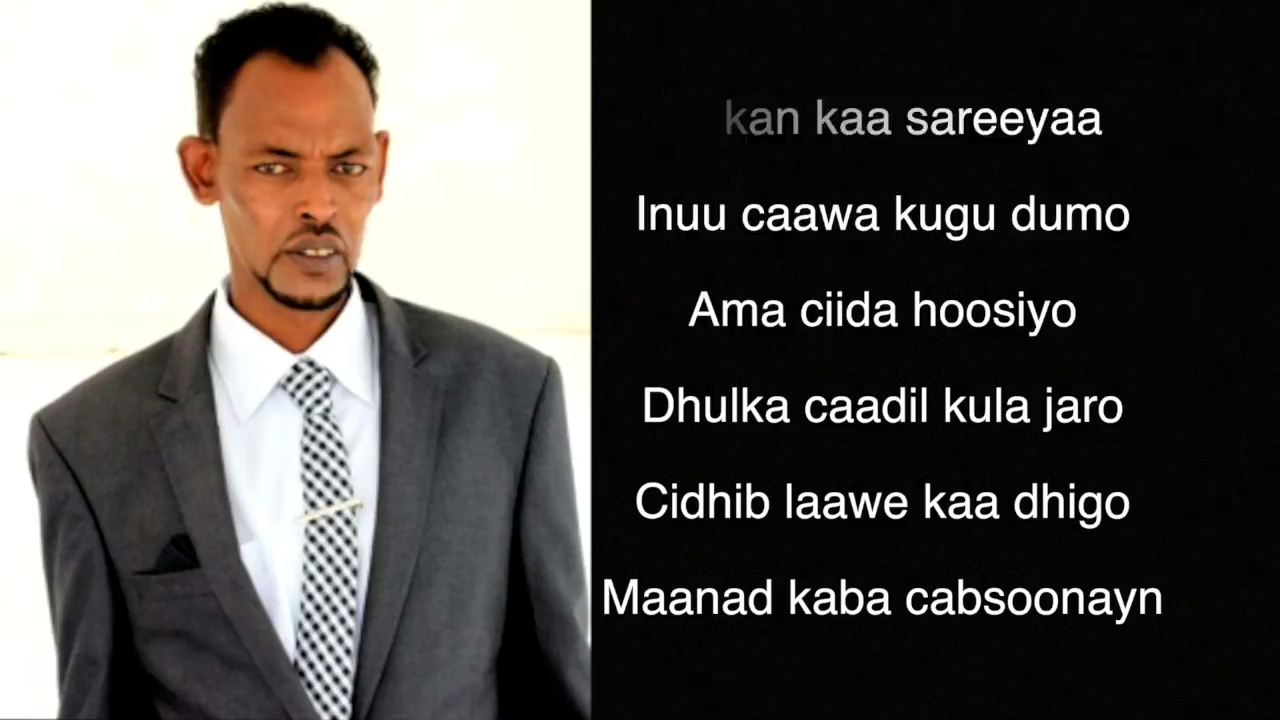 kan kaa sareeyaa
Inuu caawa kugu dumo
Ama ciida hoosiyo
Dhulka caadil kula jaro
Cidhib laawe kaa dhigo
Maanad kaba cabsoonayn